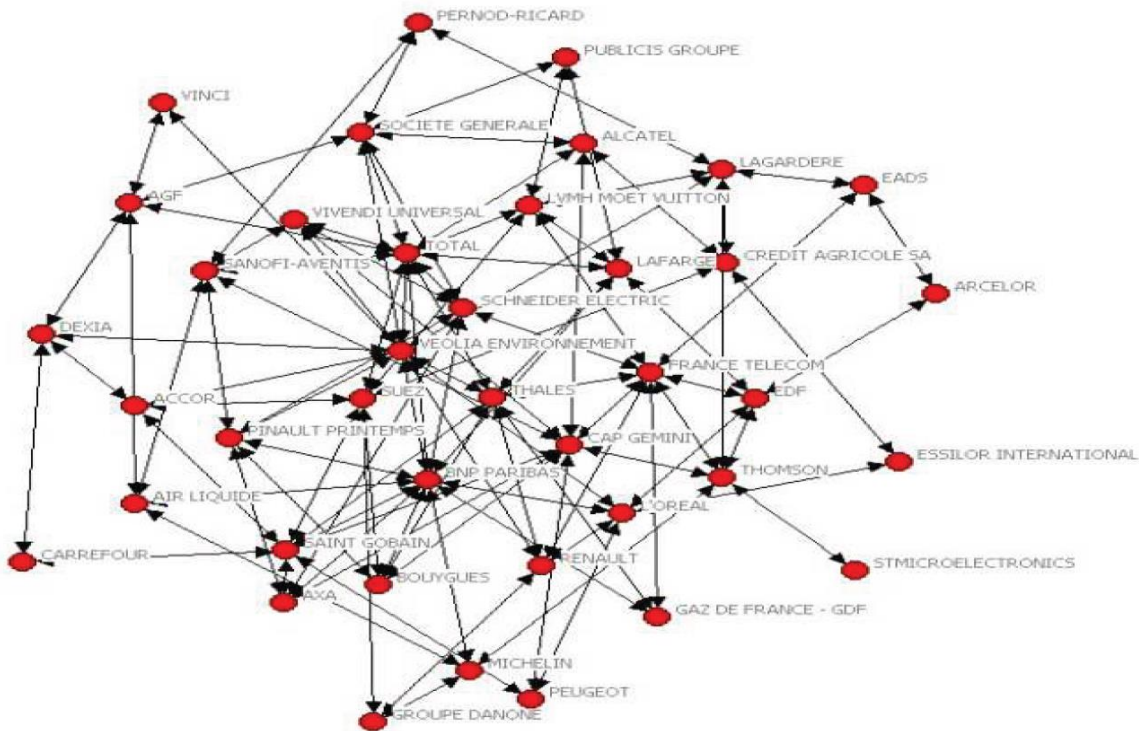 PERNOD-RICARD
PUBLICIS GROUPE
VINCI
SOCIETE GENERALE
ALCATEL
LAGARDERE
EADS
AGF
VIVENDI UNIVERSAL
LVMH MOET VUITTON
TOTAL
SANOFI-AVENTIS
LAFARGE
CREDIT AGRICOLE SA
ARCELOR
SCHNEIDER ELECTRIC
DEXIA
VEOLIA ENVIRONNEMENT
FRANCE TELECOM
ACCOR
SUEZ
THALES
EDF
PINAULT PRINTEMPS
CAP GEMINI
ESSILOR INTERNATIONAL
BNP PARIBAS
THOMSON
AIR LIQUIDE
L'OREAL
CARREFOUR
SAINT GOBAIN
RENAULT
STMICROELECTRONICS
BOUYGUES
AXA
GAZ DE FRANCE - GDF
MICHELIN
PEUGEOT
GROUPE DANONE